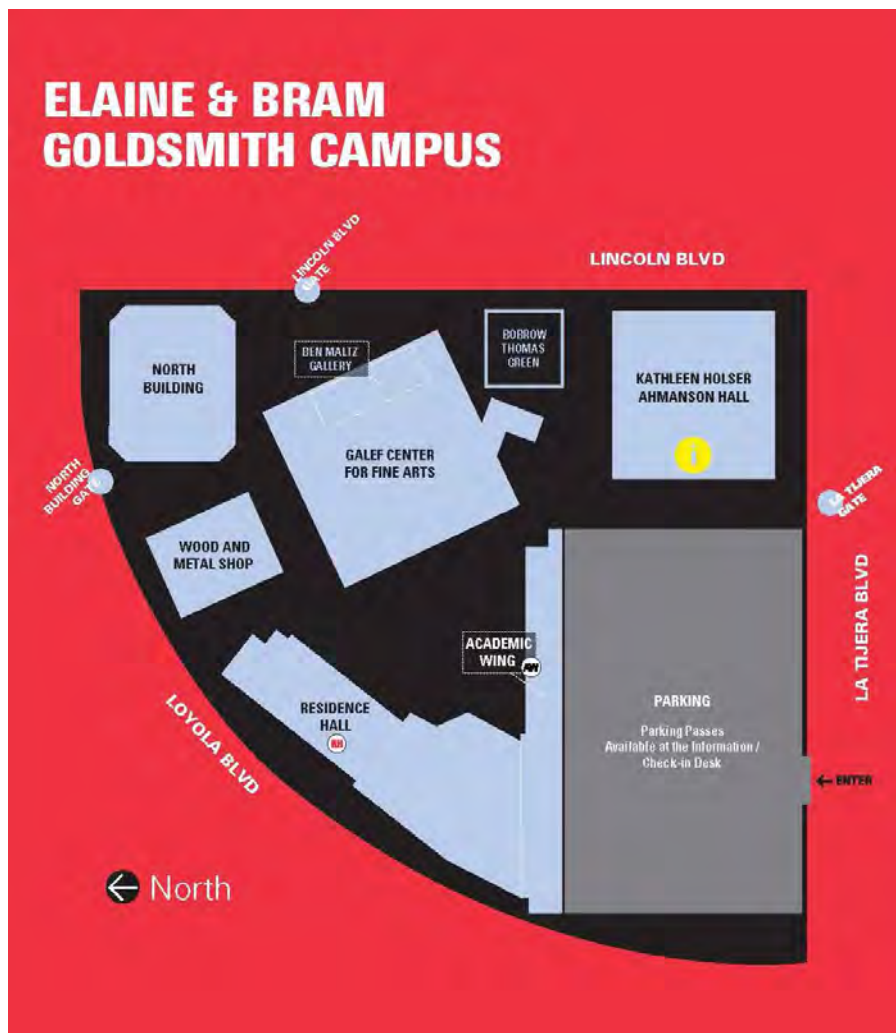 ELAINE & BRAM
GOLDSMITH CAMPUS
LINCOLN BLVD
GATE
LINCOLN BLVD
NORTH
BUILDING
BEN MALTZ
GALLERY
BOBROW
THOMAS
GREEN
KATHLEEN HOLSER
AHMANSON HALL
i
GALEF CENTER
FOR FINE ARTS
NORTH
BUILDING
GATE
LA TIJERA
GATE
WOOD AND
METAL SHOP
LA TIJERA BLVD
ACADEMIC
WING
AW
PARKING
Parking Passes
Available at the Information /
Check-in Desk
RESIDENCE
HALL
RH
LOYOLA BLVD
← ENTER
← North